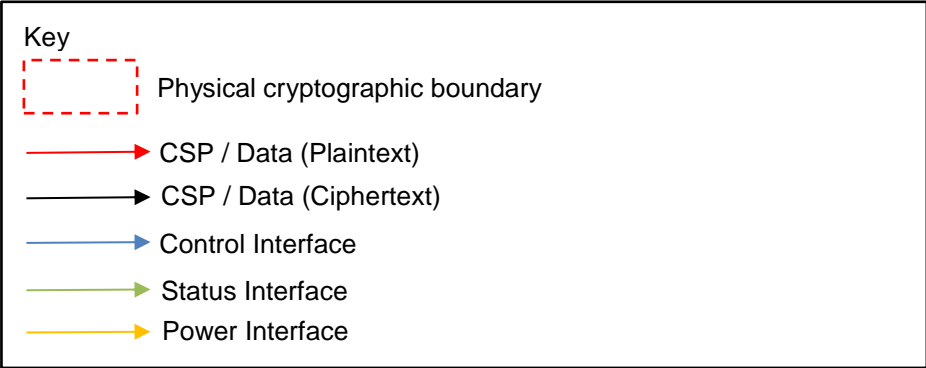 Key
Physical cryptographic boundary
CSP / Data (Plaintext)
CSP / Data (Ciphertext)
Control Interface
Status Interface
Power Interface